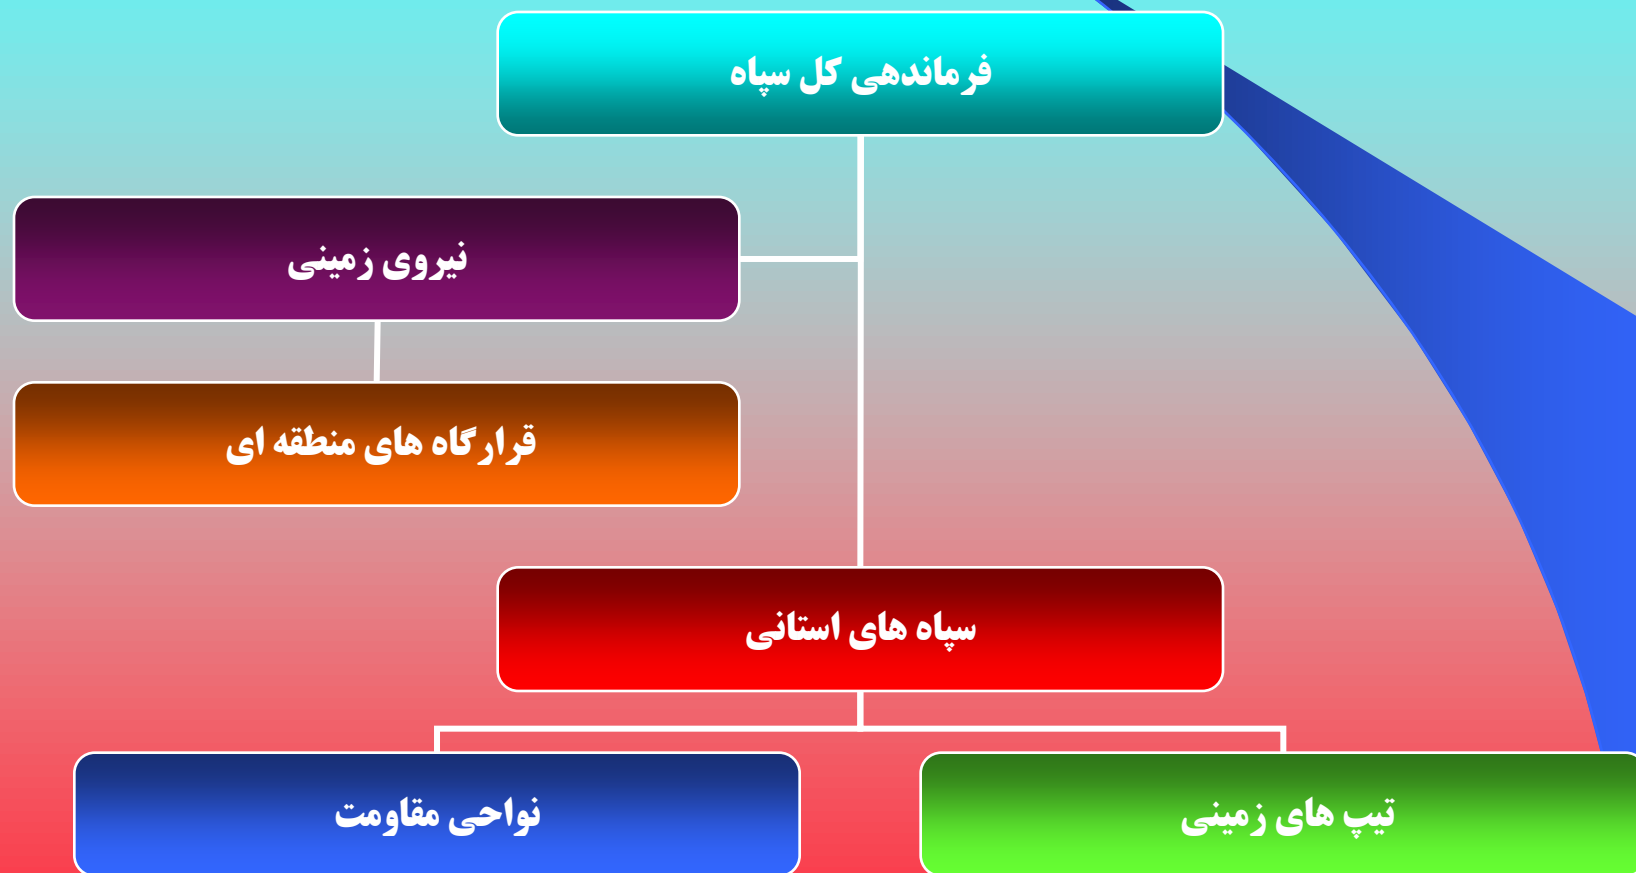 فرماندهی کل سپاه
نیروی زمینی
قرارگاه های منطقه ای
سپاه های استانی
تیپ های زمینی
نواحی مقاومت